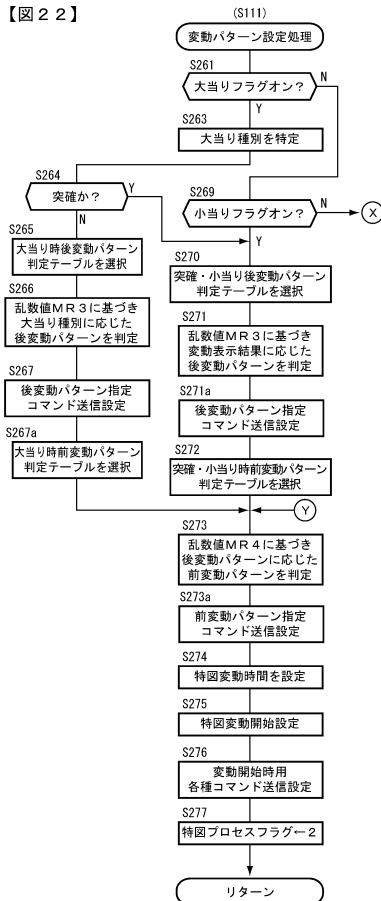 【図２２】
(S111)
変動パターン設定処理
S261
大当りフラグオン？
N
Y
S263
大当り種別を特定
S264
突確か？
Y
N
S269
小当りフラグオン？
N
X
Y
S265
大当り時後変動パターン
判定テーブルを選択
S266
乱数値ＭＲ３に基づき
大当り種別に応じた
後変動パターンを判定
S267
後変動パターン指定
コマンド送信設定
S267a
大当り時前変動パターン
判定テーブルを選択
S270
突確・小当り後変動パターン
判定テーブルを選択
S271
乱数値ＭＲ３に基づき
変動表示結果に応じた
後変動パターンを判定
S271a
後変動パターン指定
コマンド送信設定
S272
突確・小当り時前変動パターン
判定テーブルを選択
Y
S273
乱数値ＭＲ４に基づき
後変動パターンに応じた
前変動パターンを判定
S273a
前変動パターン指定
コマンド送信設定
S274
特図変動時間を設定
S275
特図変動開始設定
S276
変動開始時用
各種コマンド送信設定
S277
特図プロセスフラグ←２
リターン